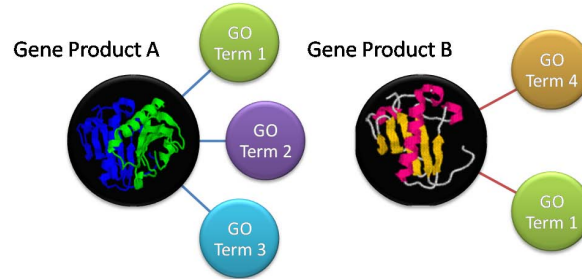 Gene Product A
GO
Term 1
GO
Term 2
GO
Term 3
Gene Product B
GO
Term 4
GO
Term 1